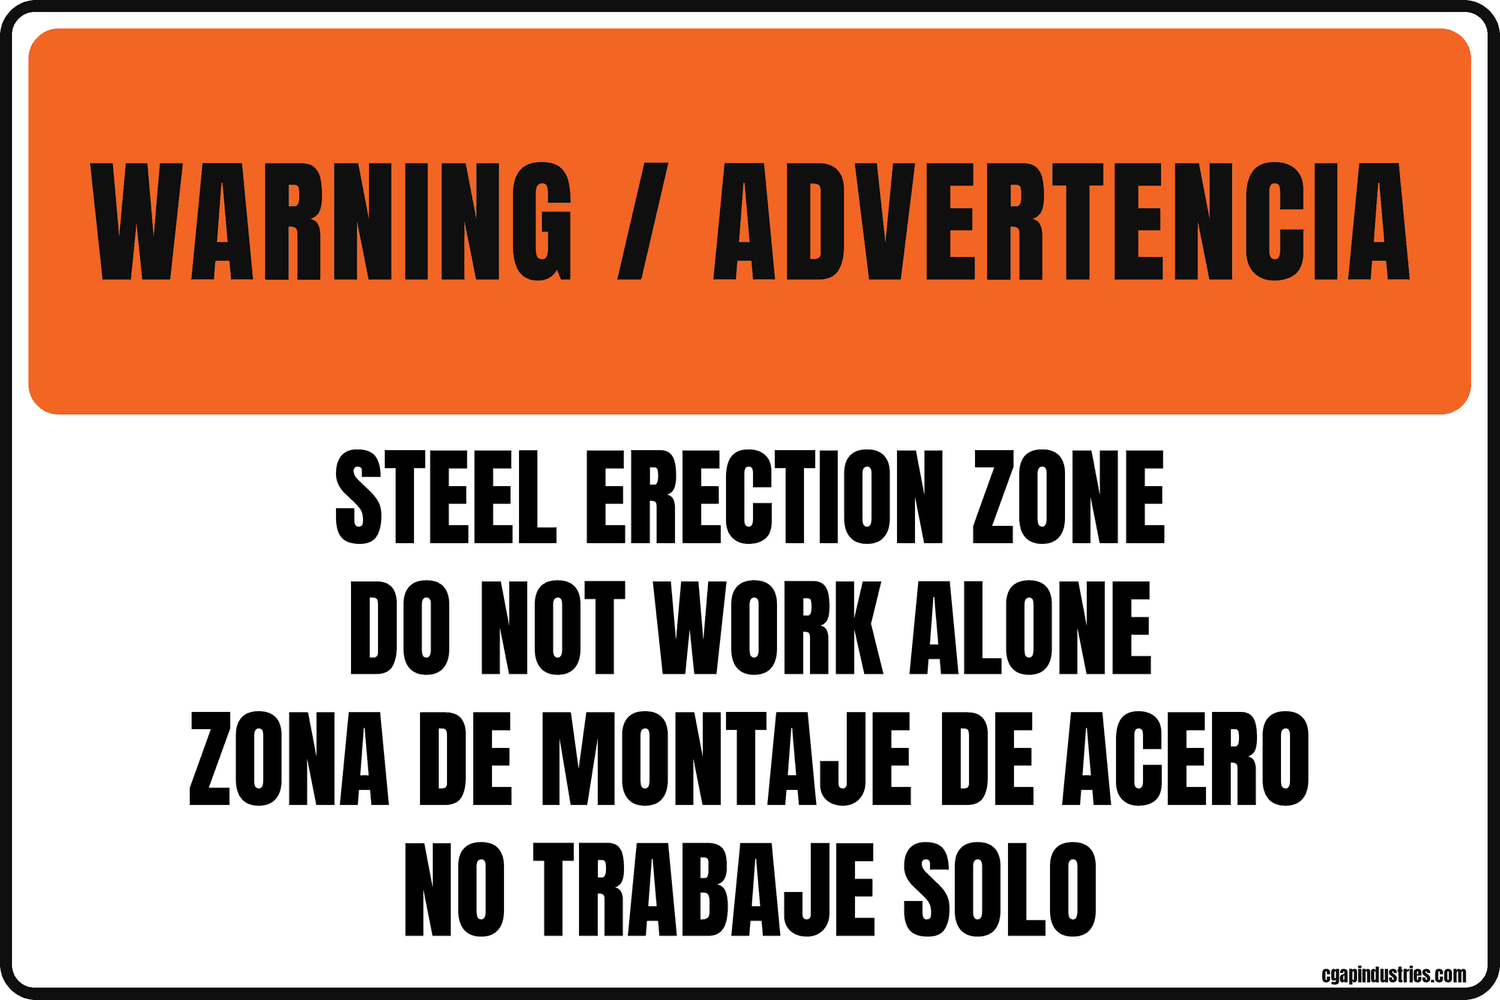 WARNING / ADVERTENCIA
STEEL ERECTION ZONE
DO NOT WORK ALONE
ZONA DE MONTAJE DE ACERO
NO TRABAJE SOLO
cgapindustries.com